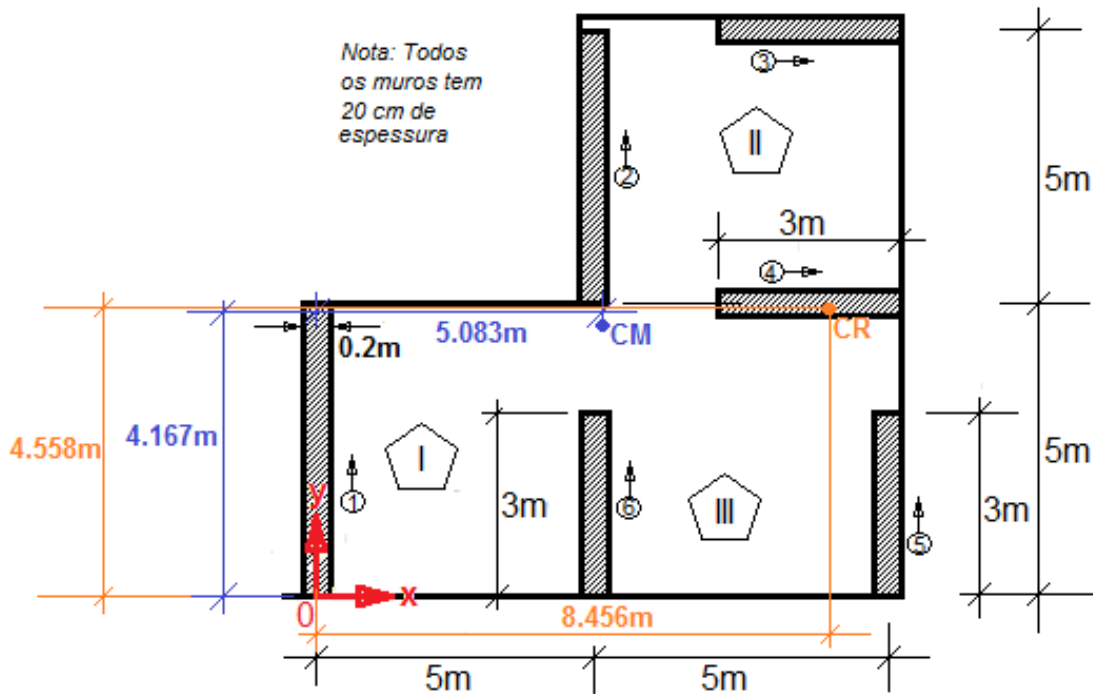 Nota: Todos
os muros tem
20 cm de
espessura
3
II
2
5m
3m
4
CR
5.083m
CM
0.2m
4.558m
4.167m
I
y
1
3m
6
III
5
3m
5m
0
x
8.456m
5m
5m